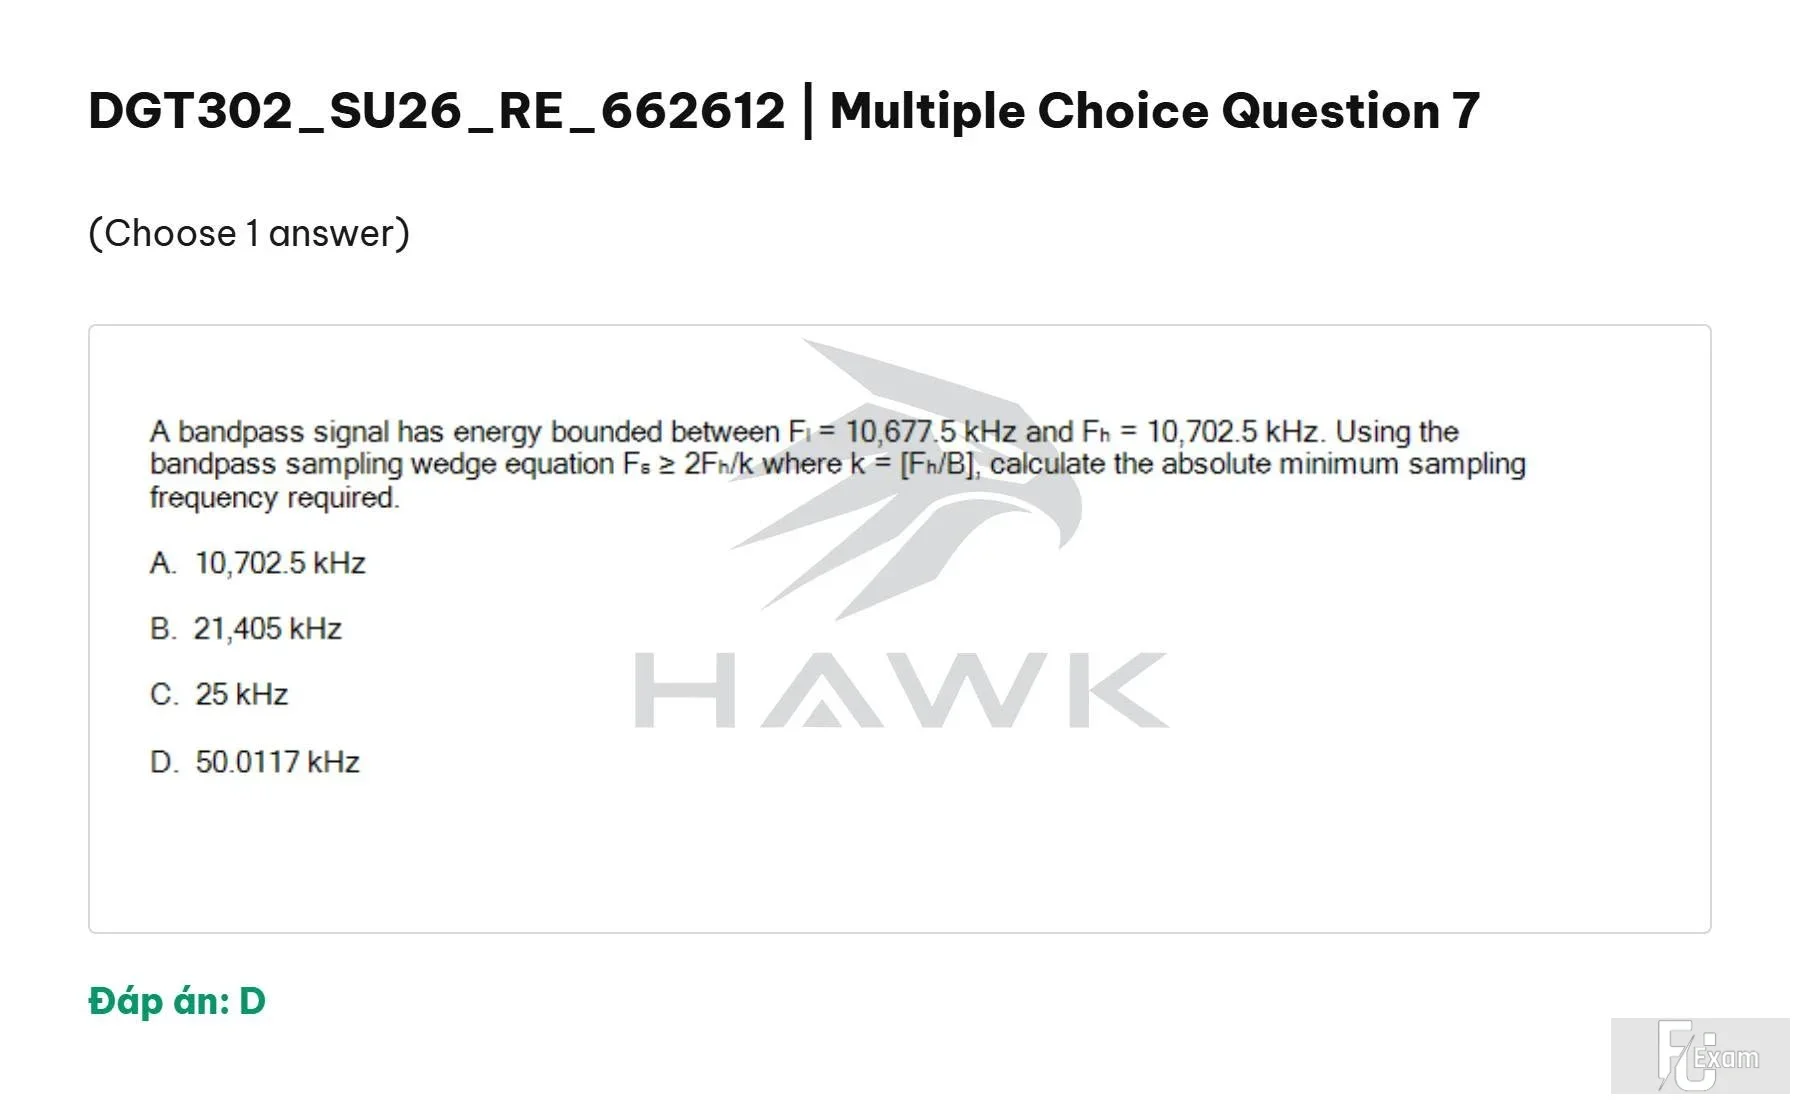 DGT302_SU26_RE_662612 | Multiple Choice Question 7
(Choose 1 answer)
A bandpass signal has energy bounded between Fl = 10,677.5 kHz and Fh = 10,702.5 kHz. Using the
bandpass sampling wedge equation Fs ≥ 2Fh/k where k = [Fh/B], calculate the absolute minimum sampling
frequency required.
A. 10,702.5 kHz
B. 21,405 kHz
C. 25 kHz
D. 50.0117 kHz
HAWK
Đáp án: D
FU Exam